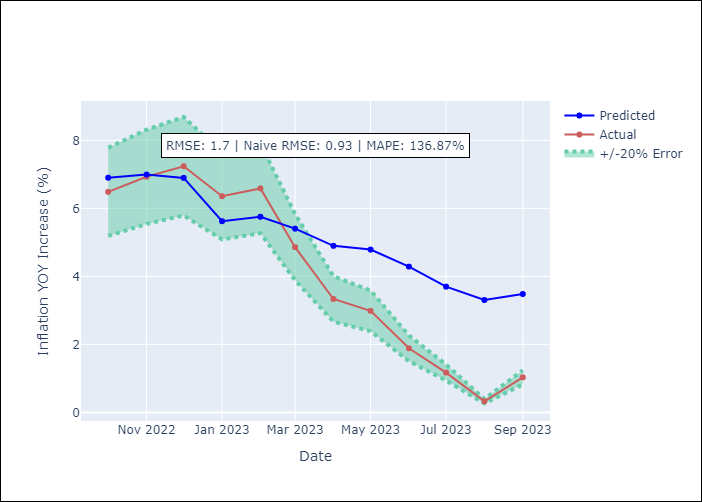 RMSE: 1.7 | Naive RMSE: 0.93 | MAPE: 136.87%
Predicted
Actual
+/-20% Error
Inflation YOY Increase (%)
8
6
4
2
0
Nov 2022
Jan 2023
Mar 2023
May 2023
Jul 2023
Sep 2023
Date